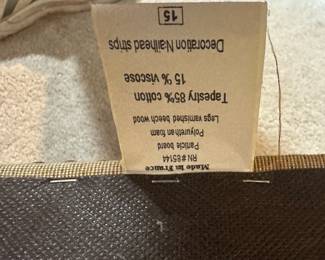 Made in France
RN #85144
Particle board
Polyurethan foam
Legs varnished beech wood
Tapestry 85% cotton
15 % viscose
Decoration Nailhead strips
15